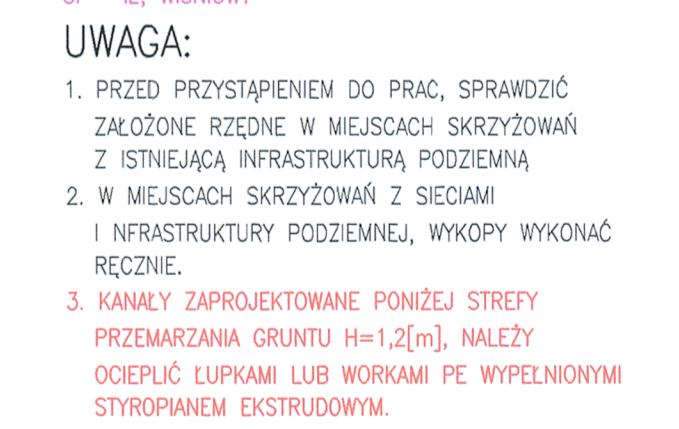 UWAGA:
1. PRZED PRZYSTĄPIENIEM DO PRAC, SPRAWDZIĆ
ZAŁOŻONE RZĘDNE W MIEJSCACH SKRZYŻOWAŃ
Z ISTNIEJĄCĄ INFRASTRUKTURĄ PODZIEMNĄ
2. W MIEJSCACH SKRZYŻOWAŃ Z SIECIAMI
I NFRASTRUKTURY PODZIEMNEJ, WYKOPY WYKONAĆ
RĘCZNIE.
3. KANAŁY ZAPROJEKTOWANE PONIŻEJ STREFY
PRZEMARZANIA GRUNTU H=1,2[m], NALEŻY
OCIEPLIĆ ŁUPKAMI LUB WORKAMI PE WYPEŁNIONYMI
STYROPIANEM EKSTRUDOWYM.